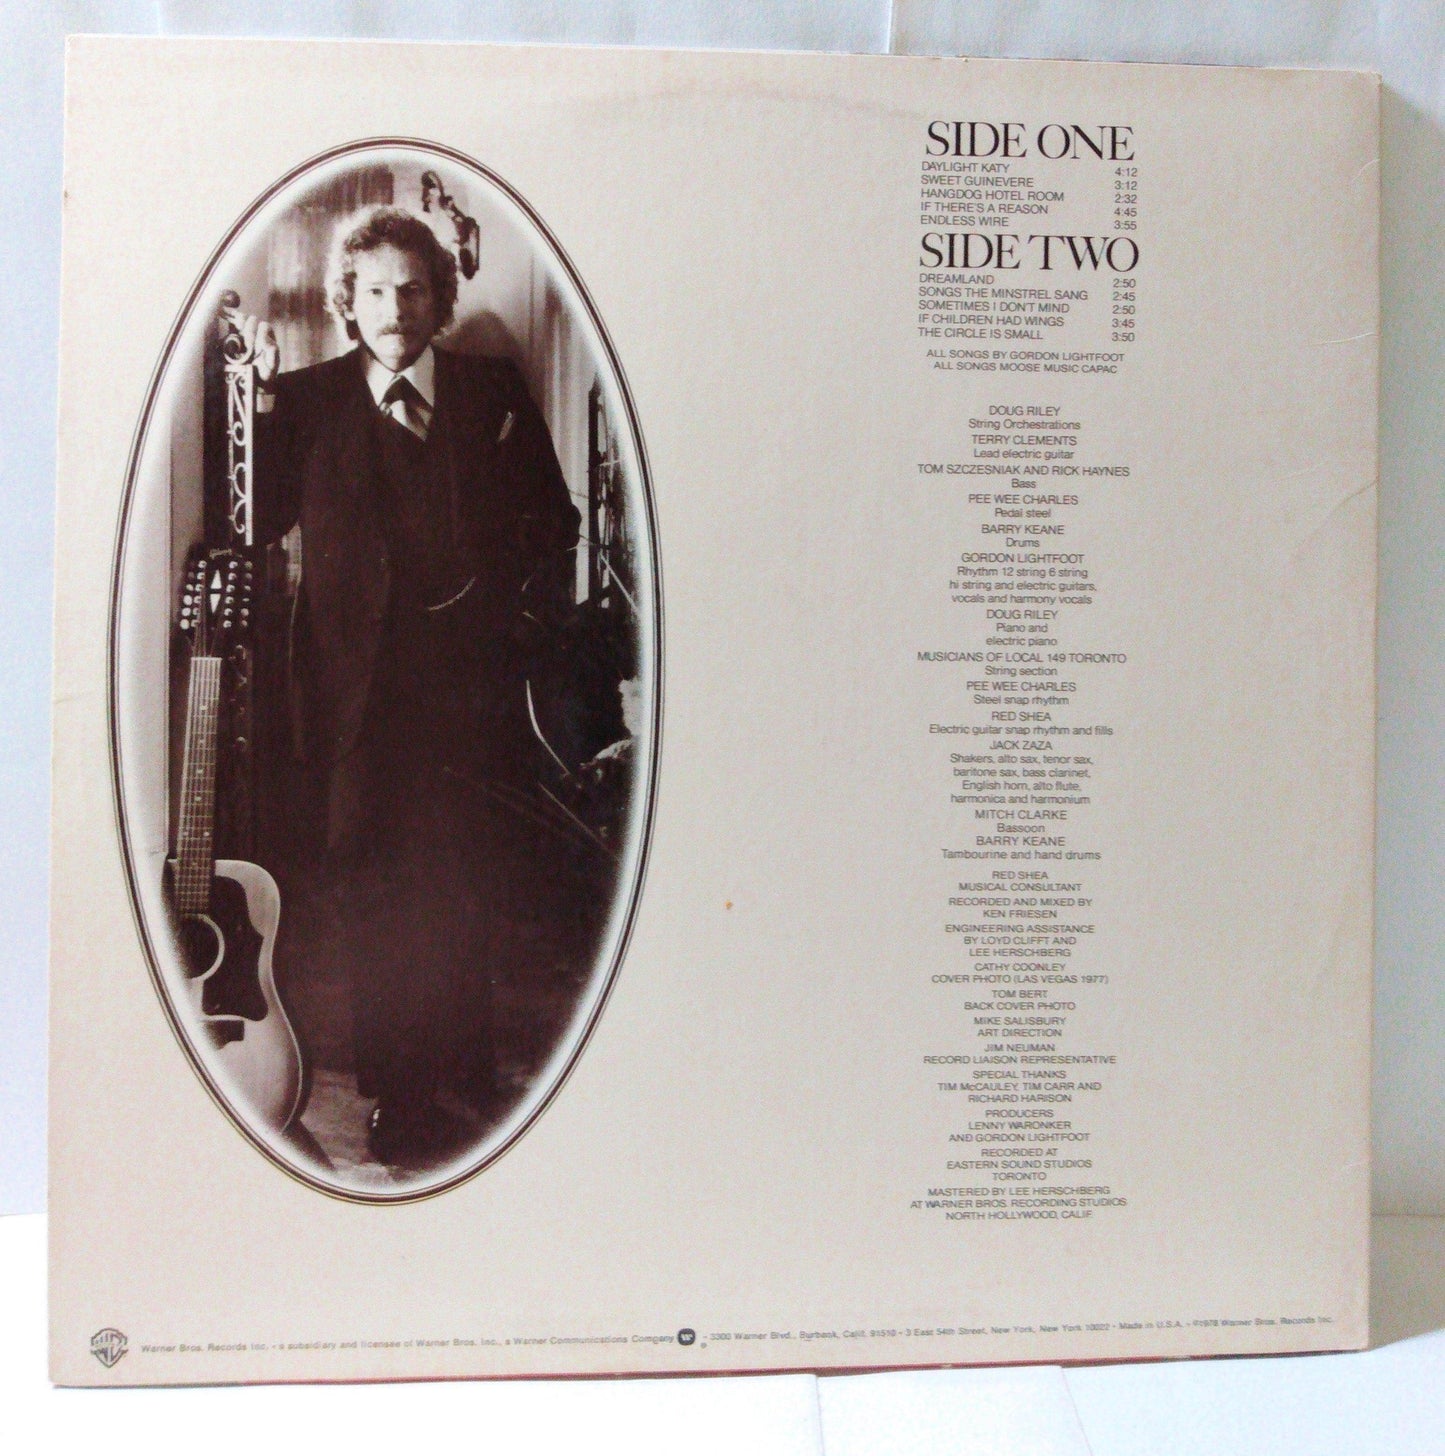 SIDE ONE
DAYLIGHT KATY 4:12
SWEET GUINEVERE 3:12
HANGDOG HOTEL ROOM 2:32
IF THERE'S A REASON 4:45
ENDLESS WIRE 3:55
SIDE TWO
DREAMLAND 2:50
SONGS THE MINSTREL SANG 2:45
SOMETIMES I DON'T MIND 2:50
IF CHILDREN HAD WINGS 3:45
THE CIRCLE IS SMALL 3:50
ALL SONGS BY GORDON LIGHTFOOT
ALL SONGS MOOSE MUSIC CAPAC
DOUG RILEY
String Orchestrations
TERRY CLEMENTS
Lead electric guitar
TOM SZCZESNIAK AND RICK HAYNES
Bass
PEE WEE CHARLES
Pedal steel
BARRY KEANE
Drums
GORDON LIGHTFOOT
Rhythm 12 string 6 string
hi string and electric guitars,
vocals and harmony vocals
DOUG RILEY
Piano and
electric piano
MUSICIANS OF LOCAL 149 TORONTO
String section
PEE WEE CHARLES
Steel snap rhythm
RED SHEA
Electric guitar snap rhythm and fills
JACK ZAZA
Shakers, alto sax, tenor sax,
baritone sax, bass clarinet,
English horn, alto flute,
harmonica and harmonium
MITCH CLARKE
Bassoon
BARRY KEANE
Tambourine and hand drums
RED SHEA
MUSICAL CONSULTANT
RECORDED AND MIXED BY
KEN FRIESEN
ENGINEERING ASSISTANCE
BY LOYD CLIFFT AND
LEE HERSCHBERG
CATHY COONLEY
COVER PHOTO (LAS VEGAS 1977)
TOM BERT
BACK COVER PHOTO
MIKE SALISBURY
ART DIRECTION
JIM NEUMAN
RECORD LIAISON REPRESENTATIVE
SPECIAL THANKS
TIM McCAULEY, TIM CARR AND
RICHARD HARISON
PRODUCERS
LENNY WARONKER
AND GORDON LIGHTFOOT
RECORDED AT
EASTERN SOUND STUDIOS
TORONTO
MASTERED BY LEE HERSCHBERG
AT WARNER BROS. RECORDING STUDIOS
NORTH HOLLYWOOD, CALIF.
Gibson
Warner Bros. Records Inc. • a subsidiary and licensee of Warner Bros. Inc., a Warner Communications Company • 3300 Warner Blvd., Burbank, Calif. 91510 • 3 East 54th Street, New York, New York 10022 • Made in U.S.A. • ©1978 Warner Bros. Records Inc.